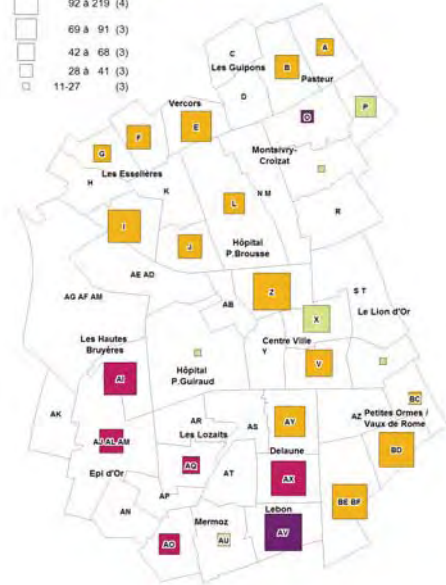 92 à 219 (4)
69 à 91 (3)
42 à 68 (3)
28 à 41 (3)
11-27 (3)
A
C
Les Guipons
B
Pasteur
D
P
Vercors
E
F
Montsivry-
Croizat
G
Les Esselières
H
K
N M
L
R
I
J
Hôpital
P.Brousse
AE AD
Z
S T
AG AF AM
AB
X
Le Lion d'Or
Les Hautes
Bruyères
Centre Ville
Y
Hôpital
P.Guiraud
V
AI
BC
AK
AR
AS
AY
AZ
Petites Ormes /
Vaux de Rome
AJ AL AM
Les Lozaits
Delaune
BD
Epi d'Or
AQ
AT
AX
AP
BE BF
AN
Lebon
Mermoz
AO
AU
AV